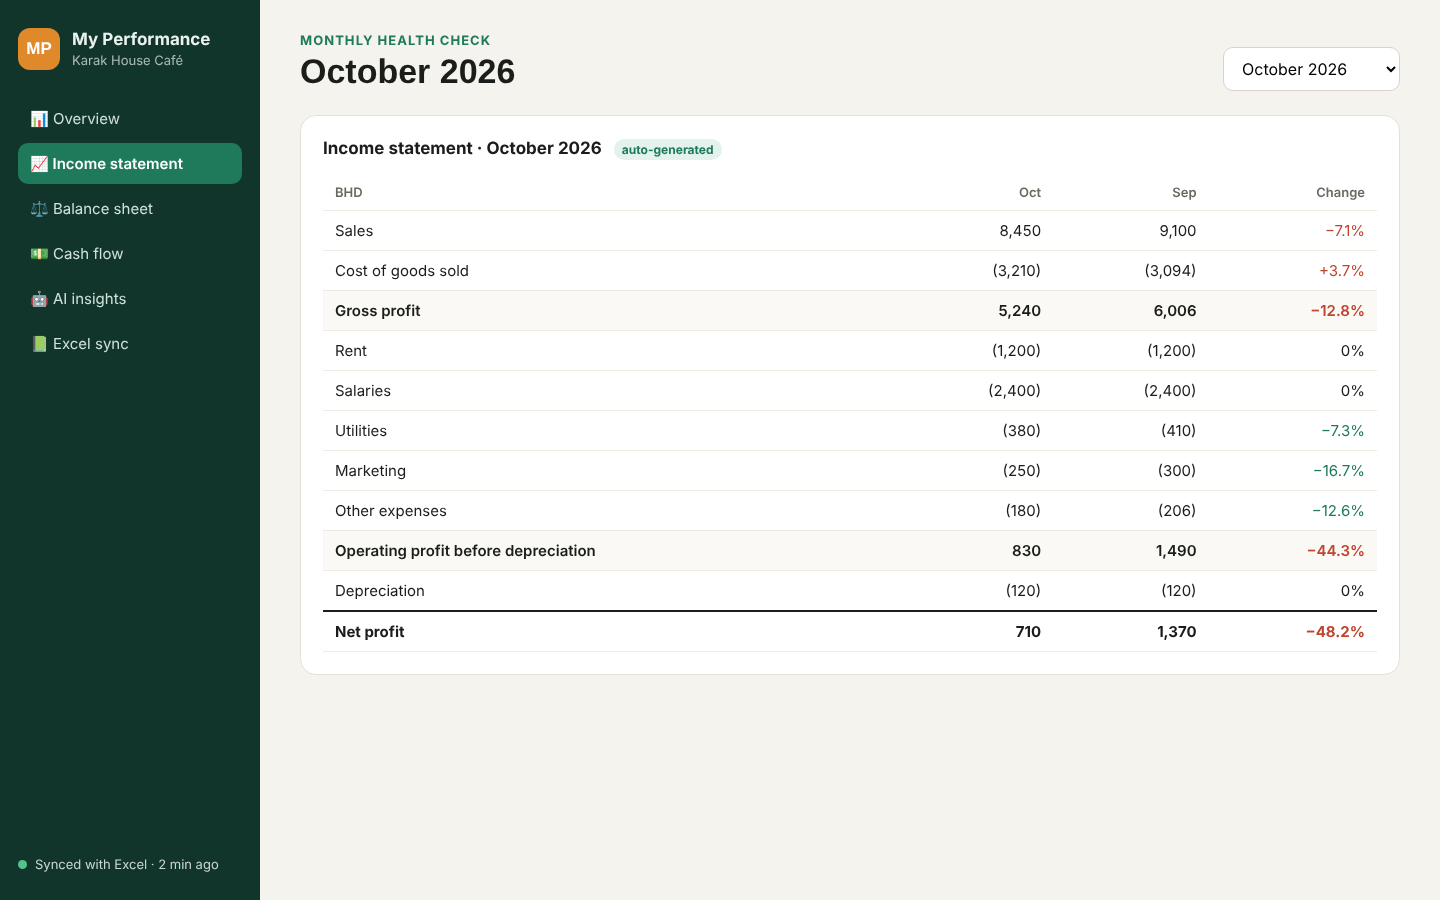 MP
My Performance
Karak House Café
📊 Overview
📈 Income statement
⚖️ Balance sheet
💵 Cash flow
🤖 AI insights
📗 Excel sync
Synced with Excel · 2 min ago
MONTHLY HEALTH CHECK
October 2026
October 2026
Income statement · October 2026 auto-generated
BHD Oct Sep Change
Sales 8,450 9,100 −7.1%
Cost of goods sold (3,210) (3,094) +3.7%
Gross profit 5,240 6,006 −12.8%
Rent (1,200) (1,200) 0%
Salaries (2,400) (2,400) 0%
Utilities (380) (410) −7.3%
Marketing (250) (300) −16.7%
Other expenses (180) (206) −12.6%
Operating profit before depreciation 830 1,490 −44.3%
Depreciation (120) (120) 0%
Net profit 710 1,370 −48.2%